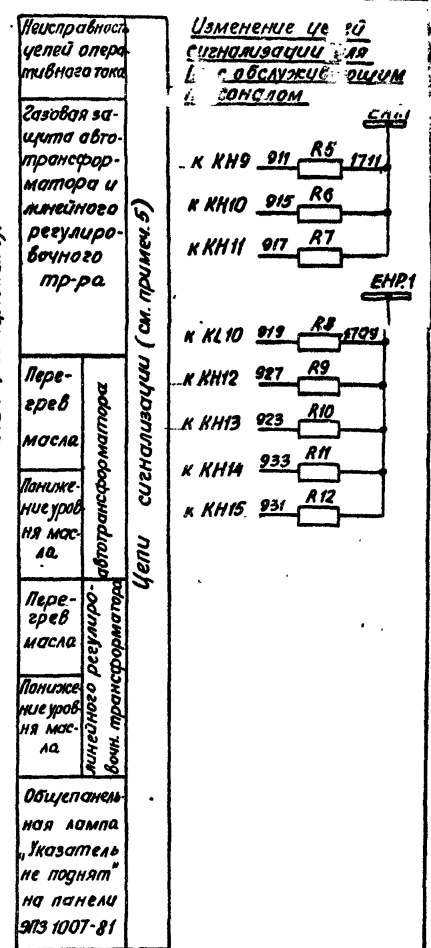 Неисправность
цепей опера-
тивного тока
Газовая за-
щита авто-
трансфор-
матора и
линейного
регулиро-
вочного
тр-ра
Пере-
грев
масла
Пониже-
ние уров-
ня мас-
ла
автотрансформатора
Пере-
грев
масла
Пониже-
ние уров-
ня мас-
ла
линейного регулиро-
вочн. трансформатора
Общепанель-
ная лампа
„Указатель
не поднят"
на панели
ЭПЗ 1007-81
Цепи сигнализации (см. примеч. 5)
Изменение цепей
сигнализации для
с обслуживающим
к КН9 911 R5 1711
к КН10 915 R6
к КН11 917 R7
ЕНР.1
к KL10 919 R8 1709
к КН12 927 R9
к КН13 923 R10
к КН14 933 R11
к КН15 931 R12